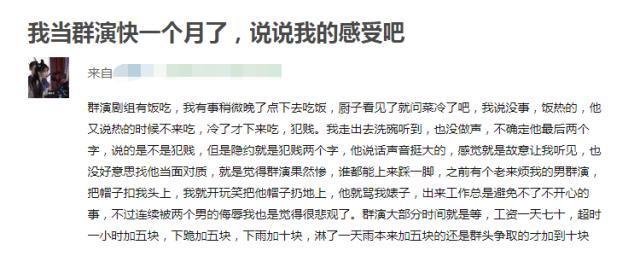 我当群演快一个月了，说说我的感受吧
来自
群演剧组有饭吃，我有事稍微晚了点下去吃饭，厨子看见了就问菜冷了吧，我说没事，饭热的，他
又说热的时候不来吃，冷了才下来吃，犯贱。我走出去洗碗听到，也没做声，不确定他最后两个
字，说的是不是犯贱，但是隐约就是犯贱两个字，他说话声音挺大的，感觉就是故意让我听见，也
没好意思找他当面对质，就是觉得群演果然惨，谁都能上来踩一脚，之前有个老来烦我的男群演，
把帽子扣我头上，我就开玩笑把他帽子扔地上，他就骂我婊子，出来工作总是避免不了不开心的
事，不过连续被两个男的侮辱我也是觉得很悲观了。群演大部分时间就是等，工资一天七十，超时
一小时加五块，下跪加五块，下雨加十块，淋了一天雨本来加五块的还是群头争取的才加到十块